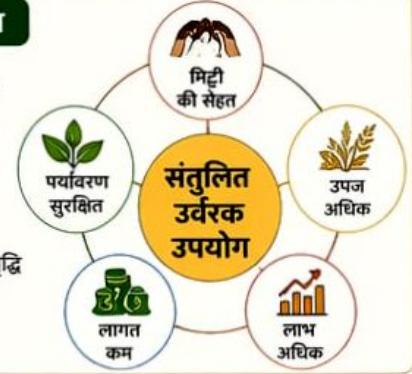 मिट्टी
की सेहत
पर्यावरण
सुरक्षित
संतुलित
उर्वरक
उपयोग
उपज
अधिक
लागत
कम
लाभ
अधिक